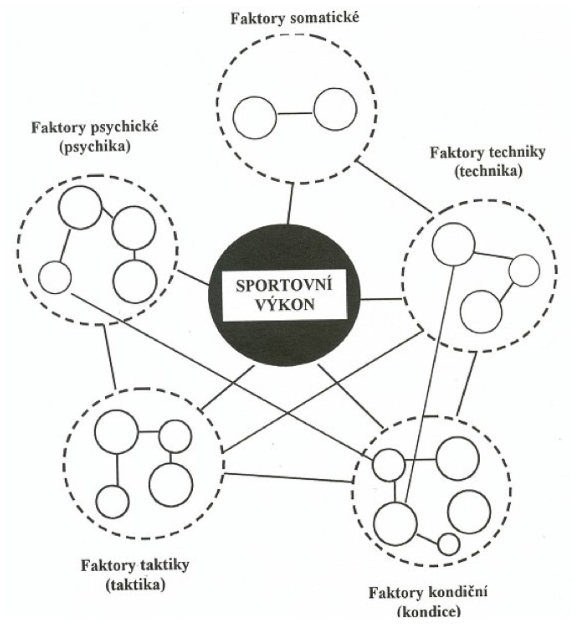 Faktory somatické
Faktory psychické
(psychika)
Faktory techniky
(technika)
SPORTOVNÍ
VÝKON
Faktory taktiky
(taktika)
Faktory kondiční
(kondice)